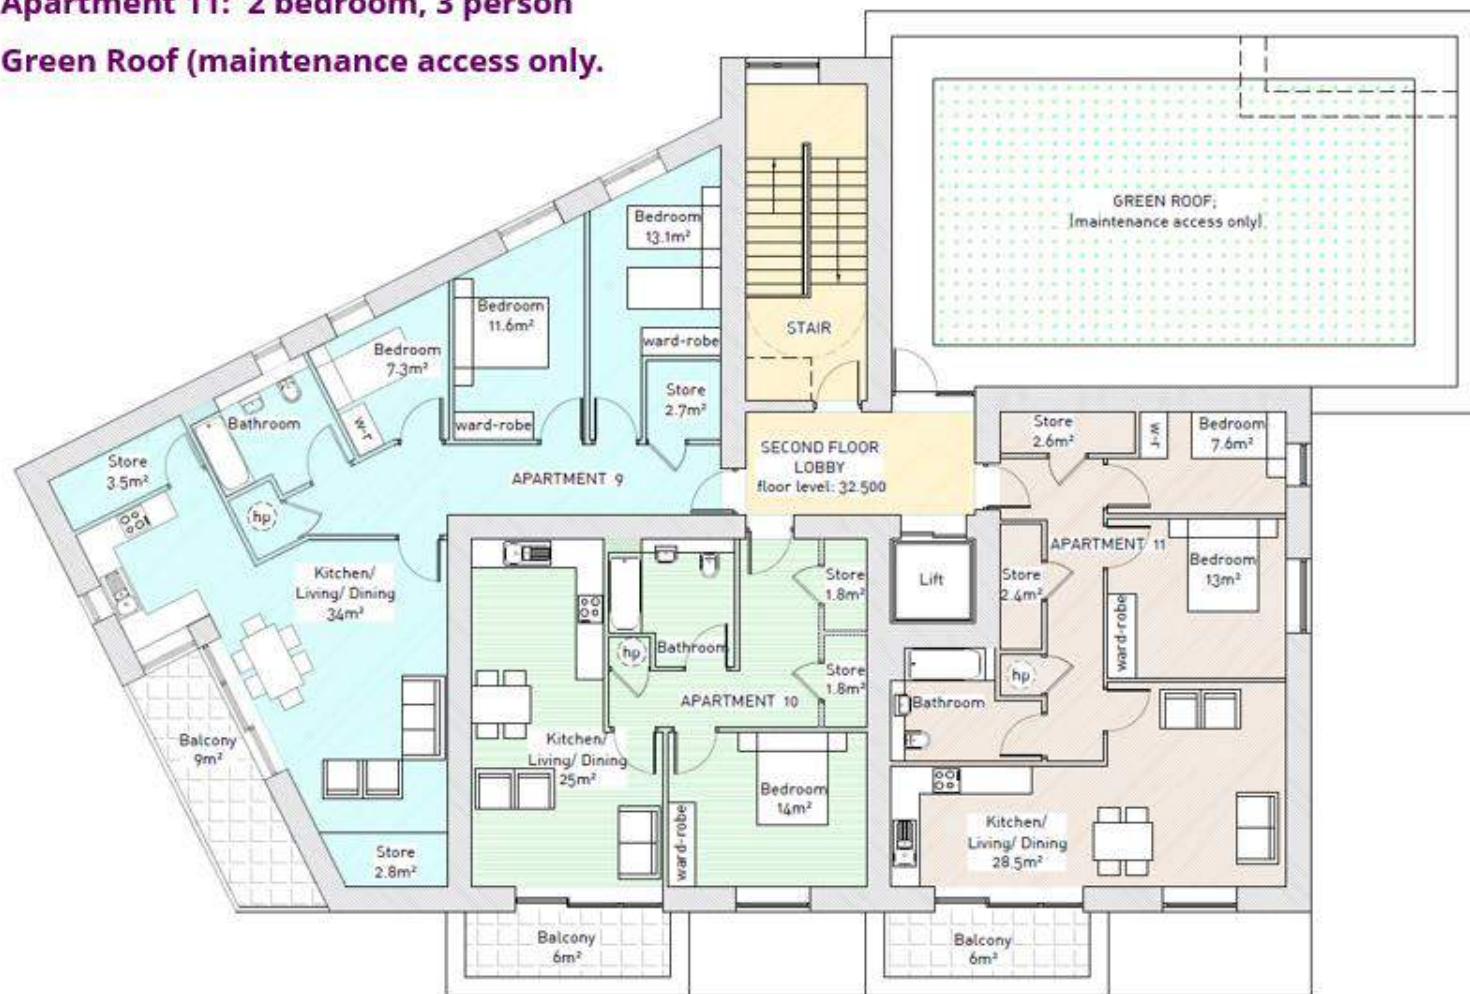 Apartment 11: 2 bedroom, 3 person
Green Roof (maintenance access only.
GREEN ROOF;
(maintenance access only)
Bedroom
13.1m²
Bedroom
11.6m²
Bedroom
7.3m²
ward-robe
STAIR
Store
2.7m²
ward-robe
w-r
Bathroom
Store
3.5m²
hp
APARTMENT 9
SECOND FLOOR
LOBBY
floor level: 32.500
Store
2.6m²
w-r
Bedroom
7.6m²
Kitchen/
Living/ Dining
34m²
Balcony
9m²
Store
2.8m²
Store
1.8m²
Store
1.8m²
hp
Bathroom
APARTMENT 10
Kitchen/
Living/ Dining
25m²
Bedroom
14m²
ward-robe
Balcony
6m²
Lift
APARTMENT 11
Store
2.4m²
Bedroom
13m²
ward-robe
hp
Bathroom
Kitchen/
Living/ Dining
28.5m²
Balcony
6m²